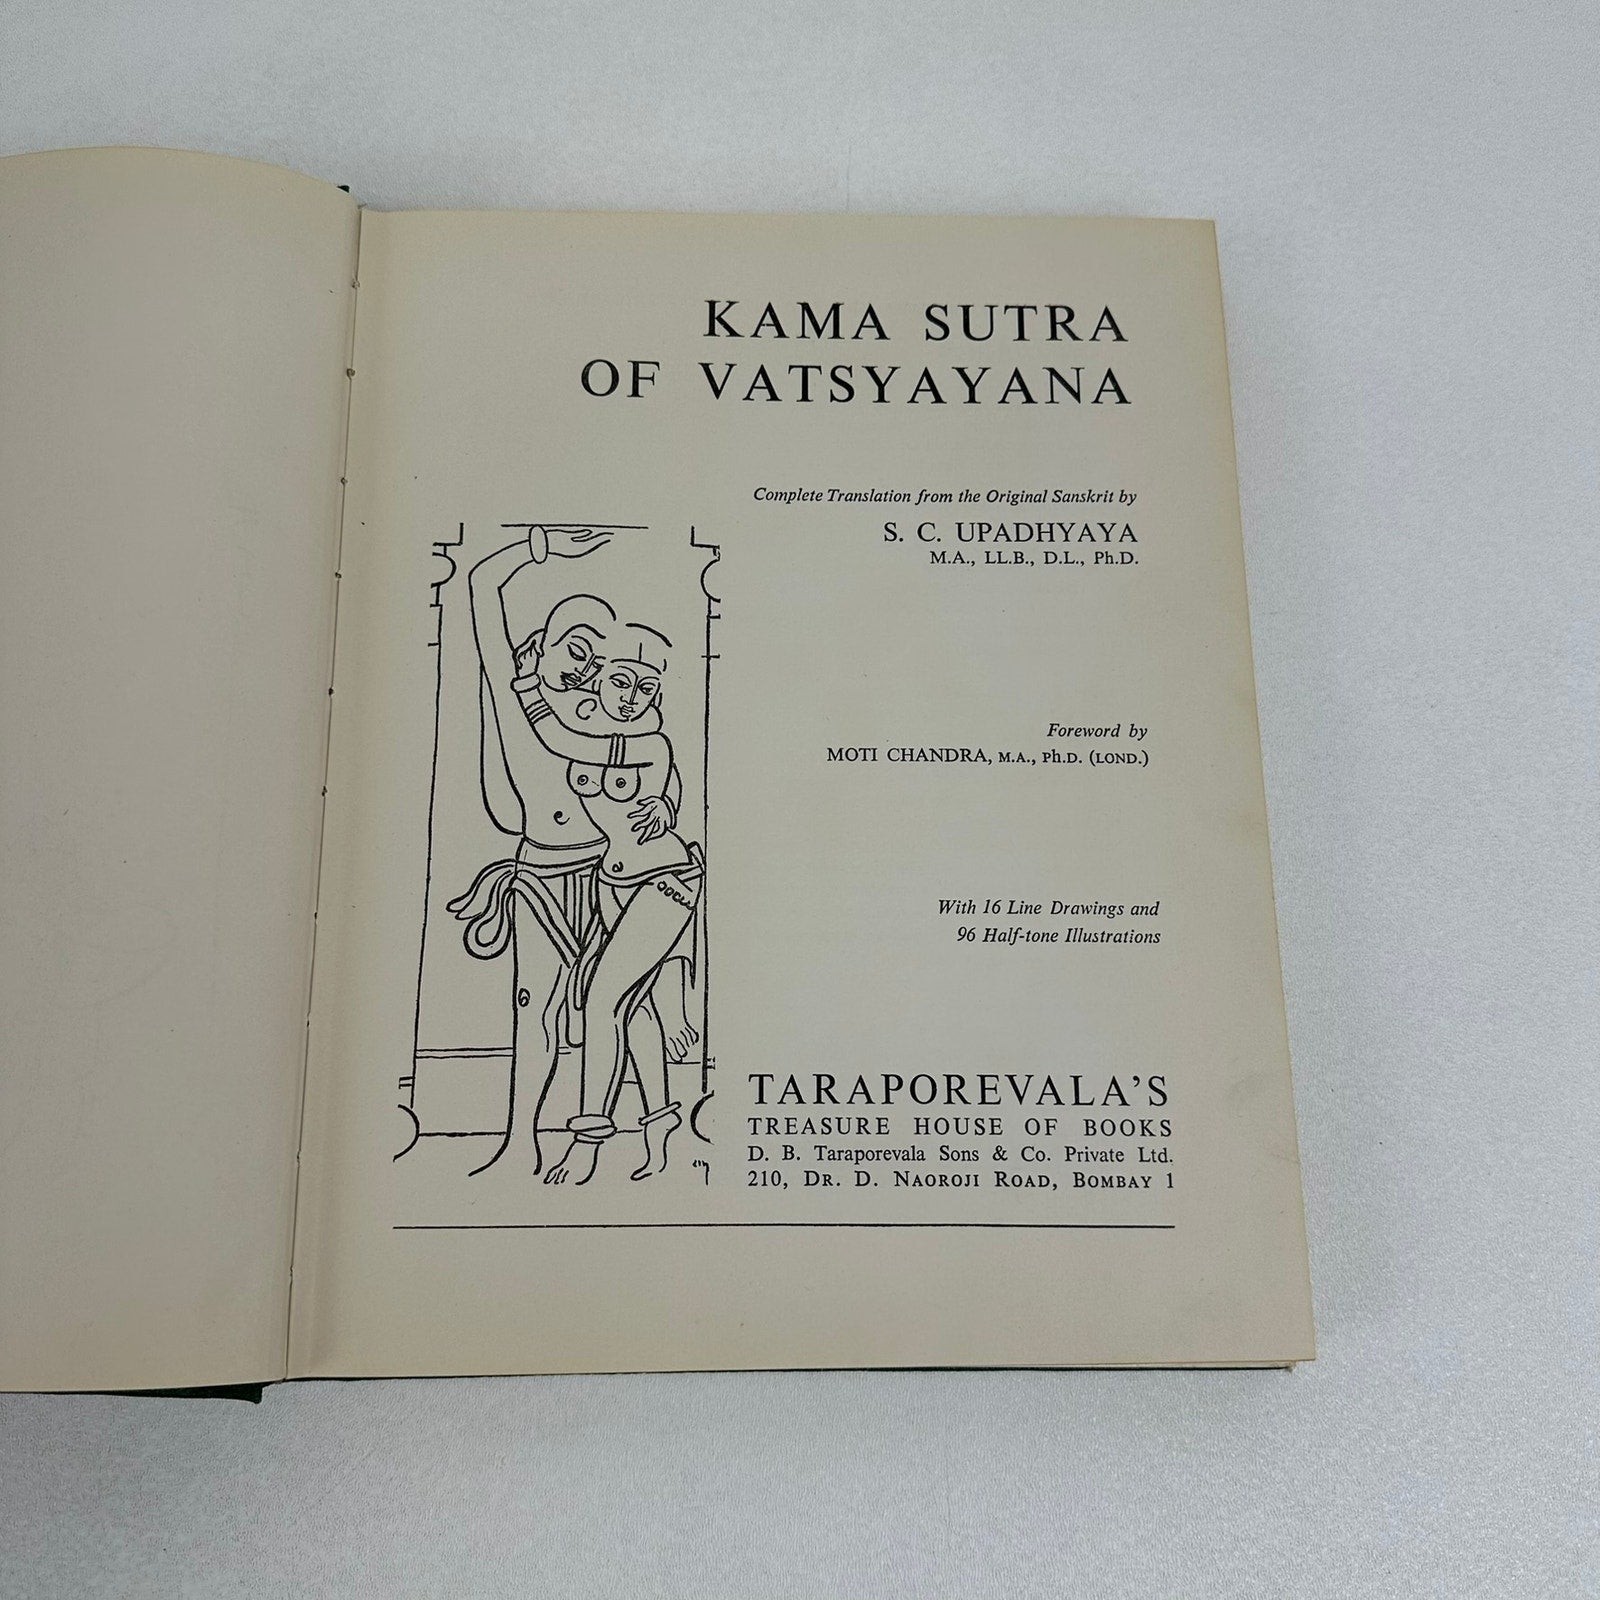 KAMA SUTRA
OF VATSYAYANA
Complete Translation from the Original Sanskrit by
S. C. UPADHYAYA
M.A., LL.B., D.L., Ph.D.
Foreword by
MOTI CHANDRA, M.A., Ph.D. (LOND.)
With 16 Line Drawings and
96 Half-tone Illustrations
TARAPOREVALA'S
TREASURE HOUSE OF BOOKS
D. B. Taraporevala Sons & Co. Private Ltd.
210, DR. D. NAOROJI ROAD, BOMBAY 1